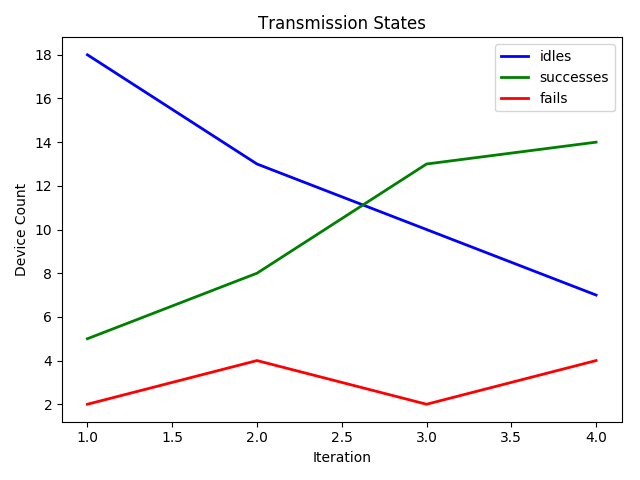 Transmission States
idles
successes
fails
18
16
14
12
10
8
6
4
2
Device Count
1.0 1.5 2.0 2.5 3.0 3.5 4.0
Iteration